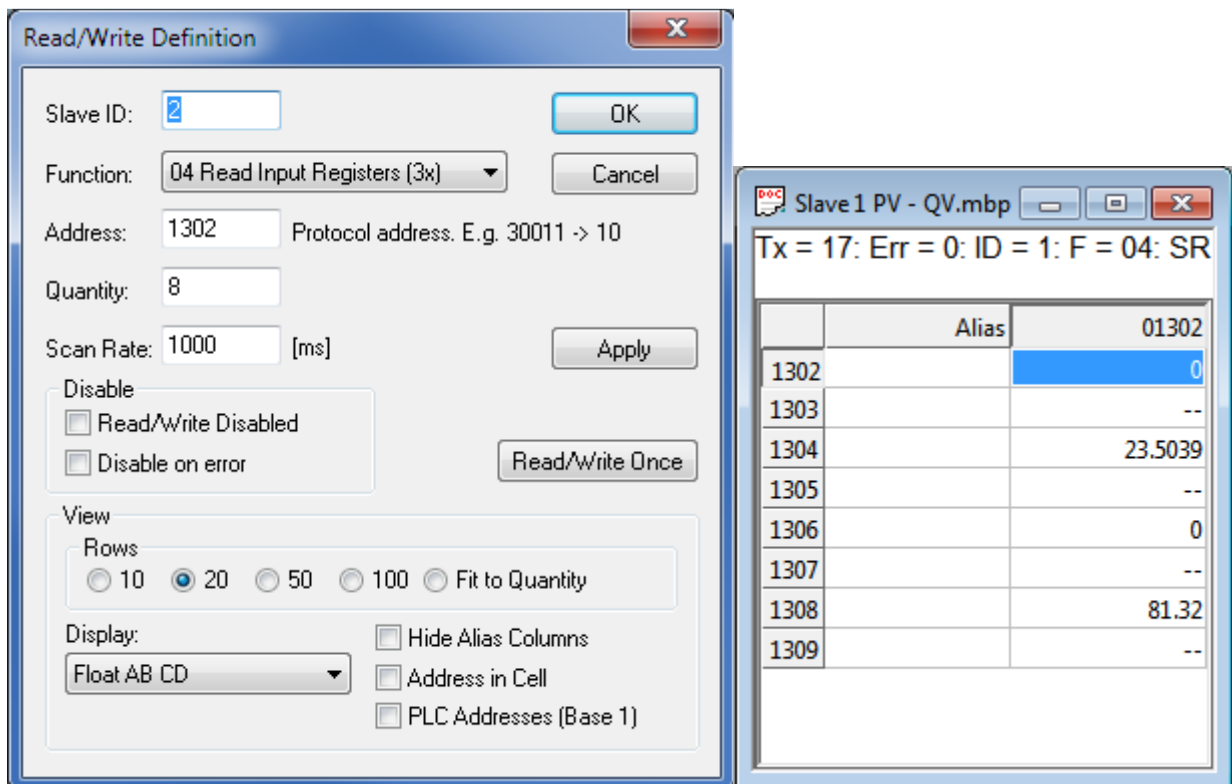 Read/Write Definition
Slave ID: 2 OK
Function: 04 Read Input Registers (3x) Cancel
Address: 1302 Protocol address. E.g. 30011 -> 10
Quantity: 8
Scan Rate: 1000 [ms] Apply
Disable
Read/Write Disabled
Disable on error
Read/Write Once
View
Rows
10 20 50 100 Fit to Quantity
Display:
Float AB CD
Hide Alias Columns
Address in Cell
PLC Addresses (Base 1)
DOC
Slave 1 PV - QV.mbp
Tx = 17: Err = 0: ID = 1: F = 04: SR
Alias 01302
1302 0
1303 --
1304 23.5039
1305 --
1306 0
1307 --
1308 81.32
1309 --